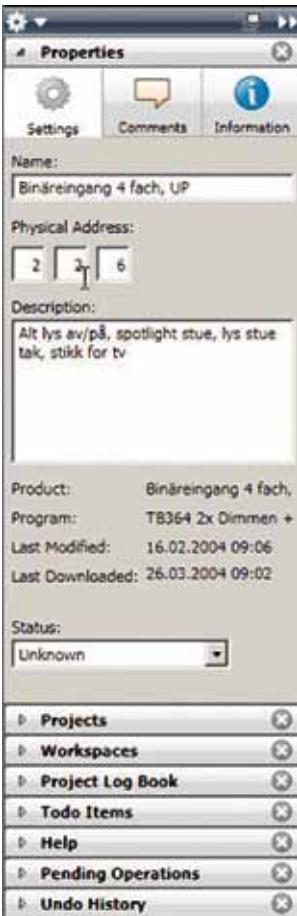 Properties
Settings Comments Information
Name:
Binäreingang 4 fach, UP
Physical Address:
2 2 6
Description:
Alt lys av/på, spotlight stue, lys stue
tak, stikk for tv
Product: Binäreingang 4 fach,
Program: TB364 2x Dimmen +
Last Modified: 16.02.2004 09:06
Last Downloaded: 26.03.2004 09:02
Status:
Unknown
Projects
Workspaces
Project Log Book
Todo Items
Help
Pending Operations
Undo History